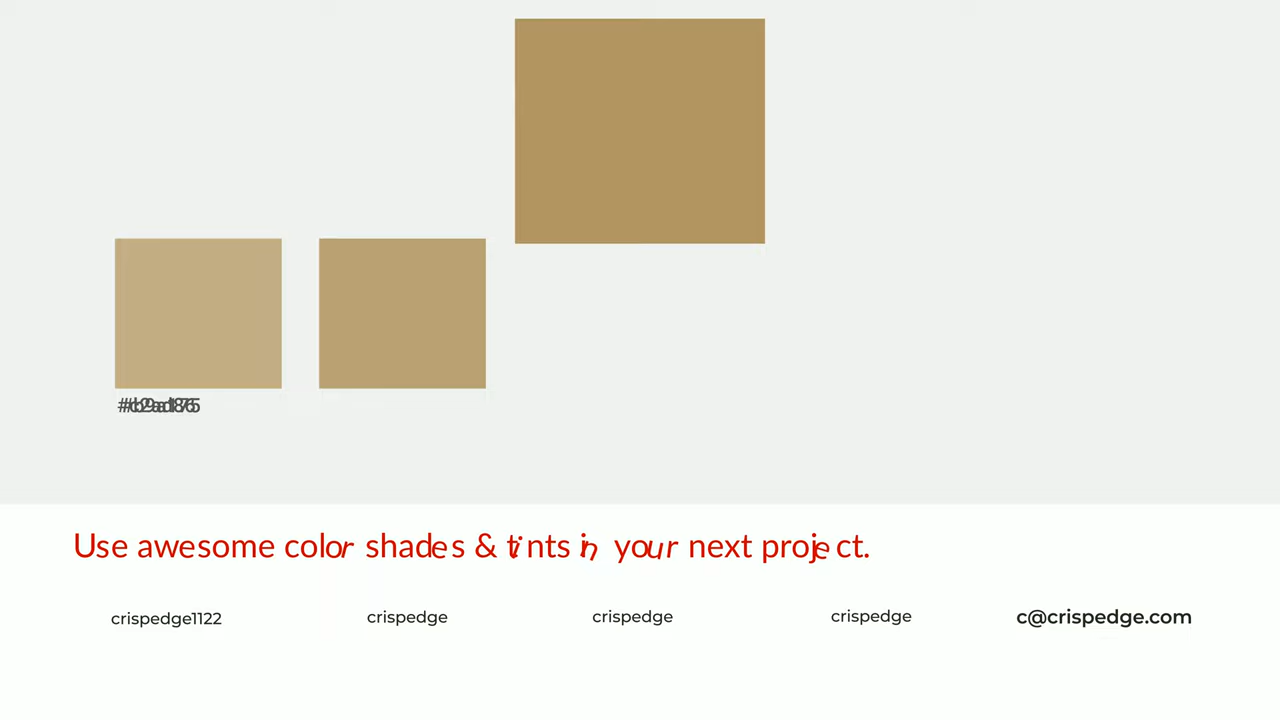 Use awesome color shades & tints in your next project.
crispedge1122 crispedge crispedge crispedge c@crispedge.com